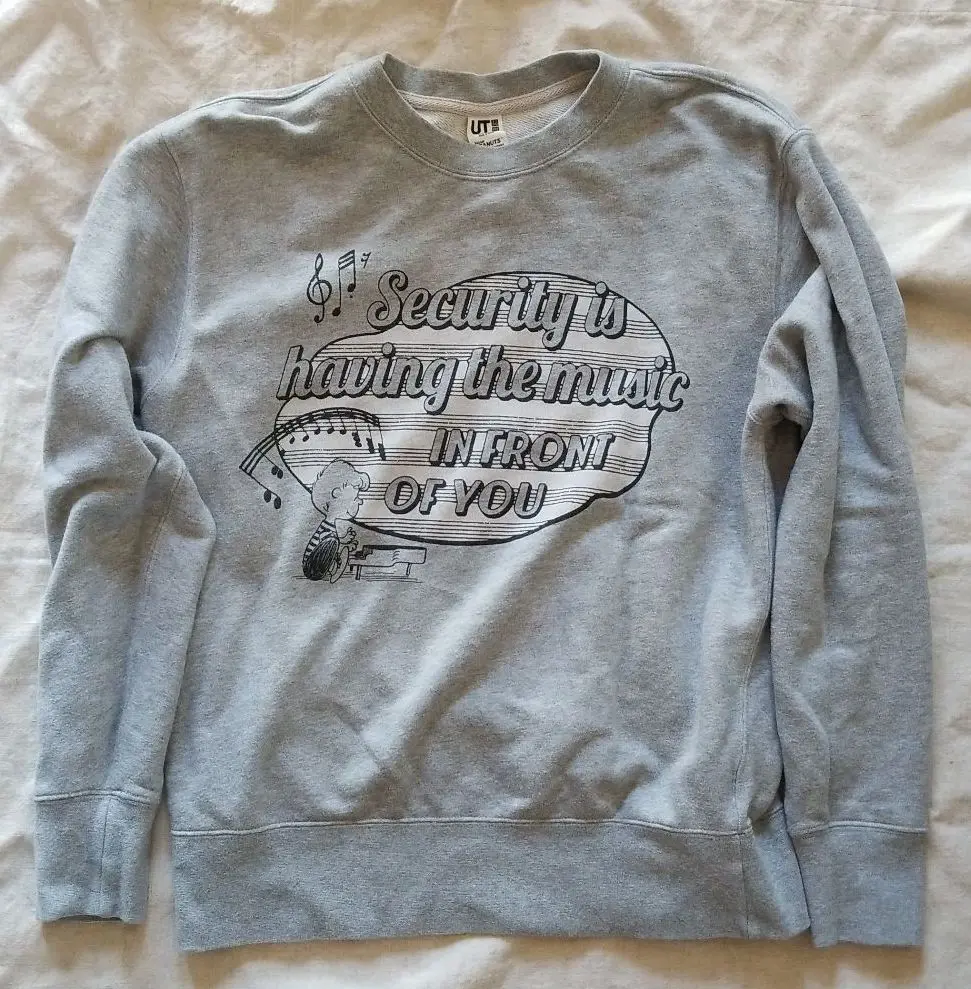 UT
Security is
having the music
IN FRONT
OF YOU